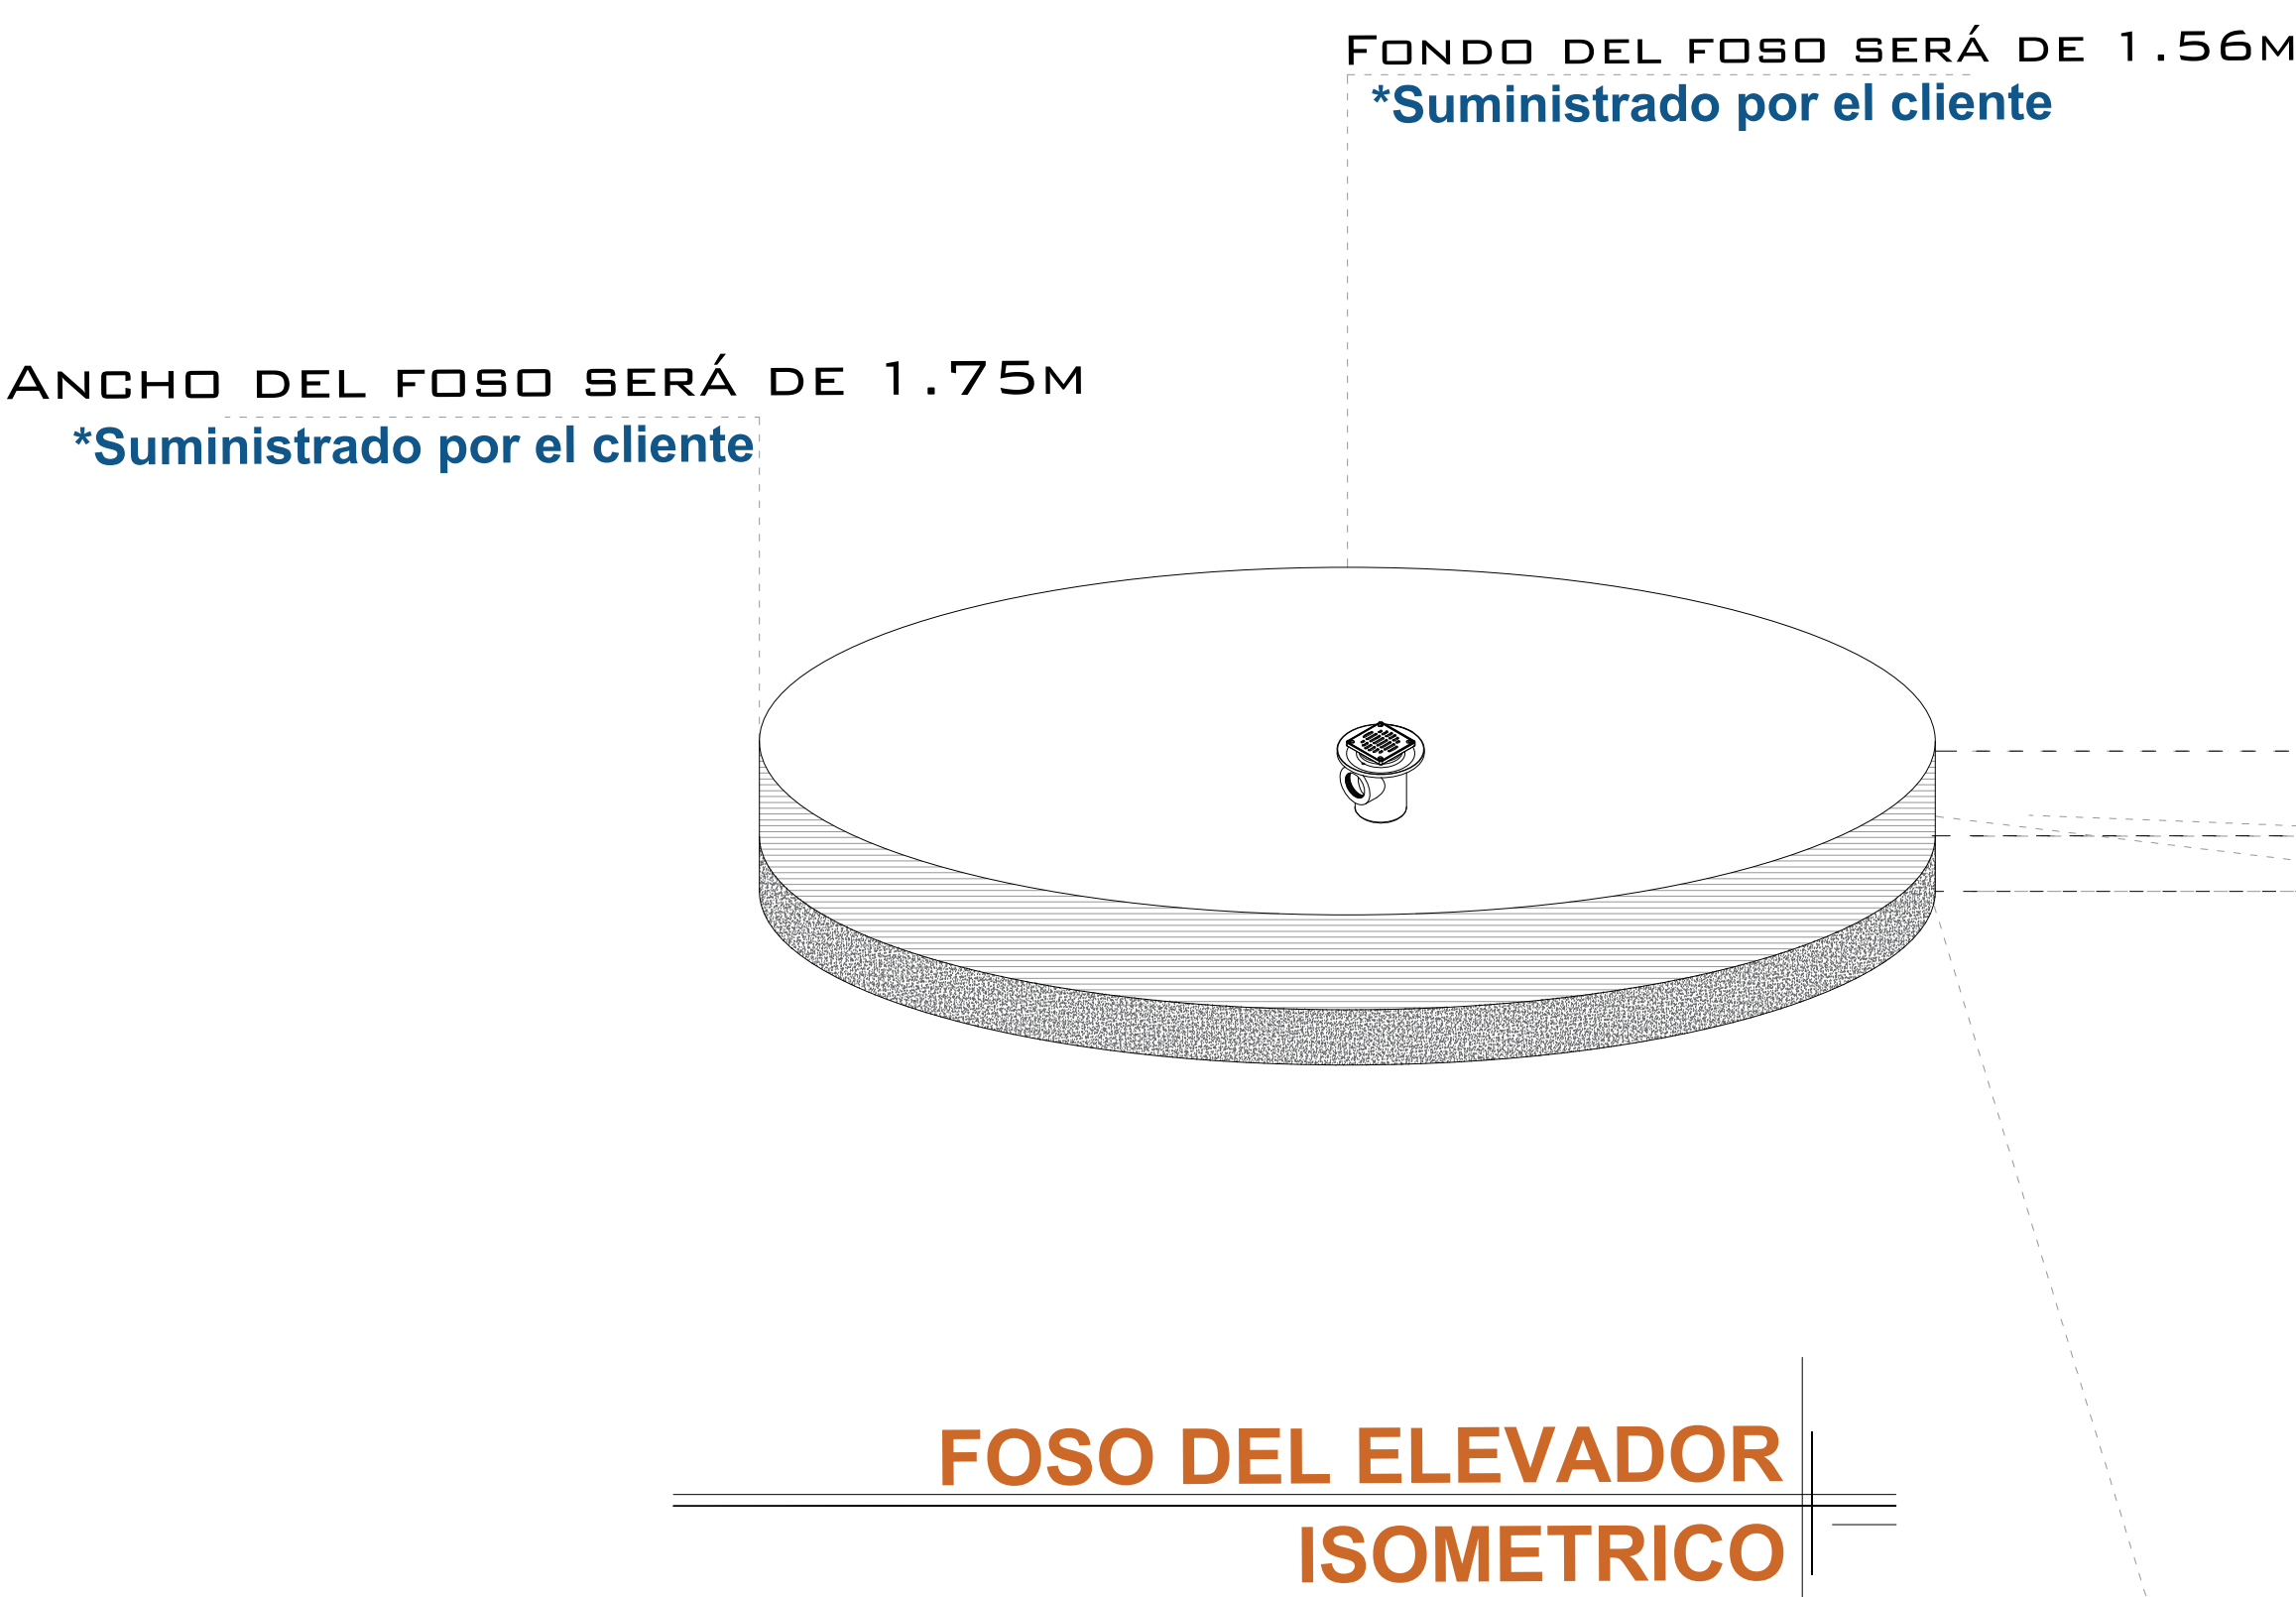 FONDO DEL FOSO SERÁ DE 1.56M
*Suministrado por el cliente
ANCHO DEL FOSO SERÁ DE 1.75M
*Suministrado por el cliente
FOSO DEL ELEVADOR
ISOMETRICO